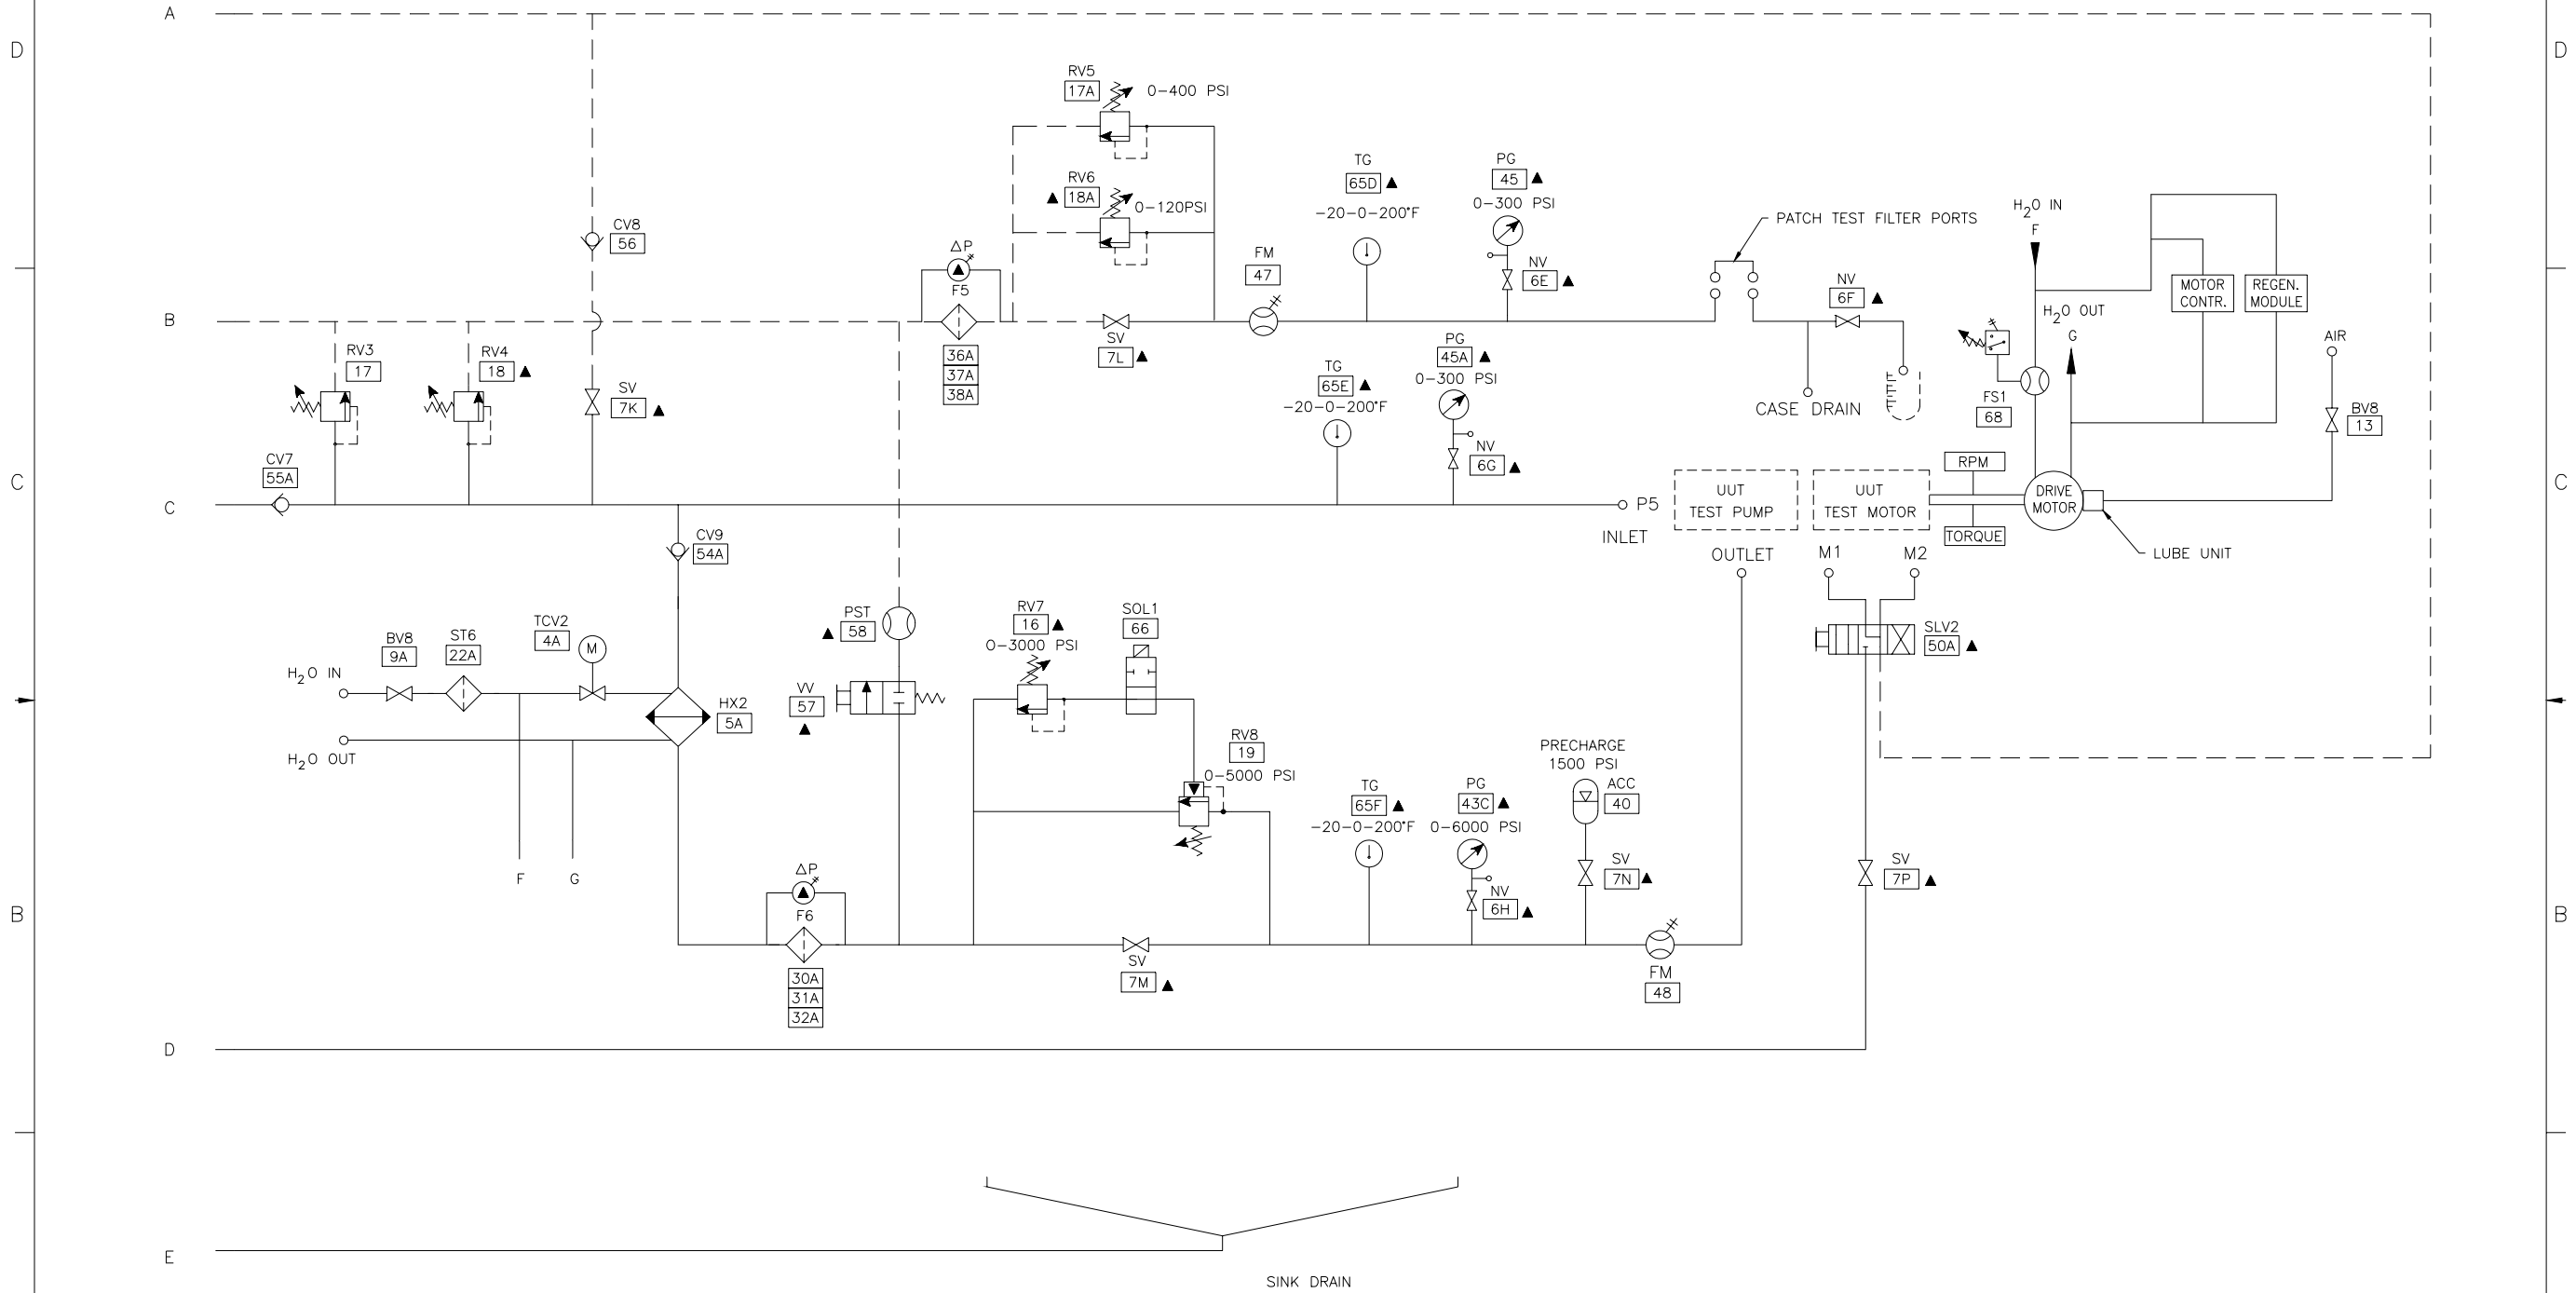 A
D
D
RV5
17A
0-400 PSI
RV6
18A
0-120PSI
TG
65D
-20-0-200°F
PG
45
0-300 PSI
PATCH TEST FILTER PORTS
H2O IN
F
CV8
56
ΔP
F5
FM
47
NV
6E
NV
6F
MOTOR
CONTR.
REGEN.
MODULE
H2O OUT
G
B
RV3
17
RV4
18
SV
7K
36A
37A
38A
SV
7L
TG
65E
-20-0-200°F
PG
45A
0-300 PSI
CASE DRAIN
FS1
68
AIR
BV8
13
CV7
55A
NV
6G
RPM
C
C
C
P5
INLET
UUT
TEST PUMP
UUT
TEST MOTOR
DRIVE
MOTOR
TORQUE
LUBE UNIT
CV9
54A
OUTLET
M1
M2
PST
58
RV7
16
0-3000 PSI
SOL1
66
SLV2
50A
BV8
9A
ST6
22A
TCV2
4A
M
H2O IN
VV
57
HX2
5A
H2O OUT
RV8
19
0-5000 PSI
PRECHARGE
1500 PSI
ACC
40
TG
65F
-20-0-200°F
PG
43C
0-6000 PSI
F
G
ΔP
F6
NV
6H
SV
7N
SV
7P
B
B
30A
31A
32A
SV
7M
FM
48
D
E
SINK DRAIN